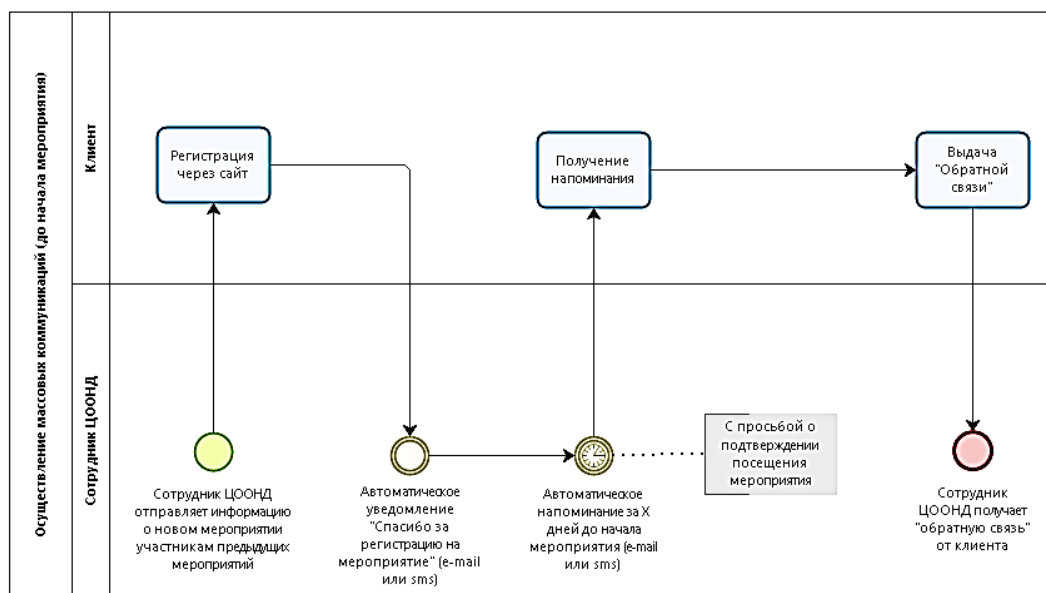 Осуществление массовых коммуникаций (до начала мероприятия)
Клиент
Регистрация
через сайт
Получение
напоминания
Выдача
"Обратной
связи"
Сотрудник ЦООНД
С просьбой о
подтверждении
посещения
мероприятия
Сотрудник ЦООНД
отправляет информацию
о новом мероприятии
участникам предыдущих
мероприятий
Автоматическое
уведомление
"Спасибо за
регистрацию на
мероприятие" (e-mail
или sms)
Автоматическое
напоминание за X
дней до начала
мероприятия (e-mail
или sms)
Сотрудник
ЦООНД получает
"обратную связь"
от клиента